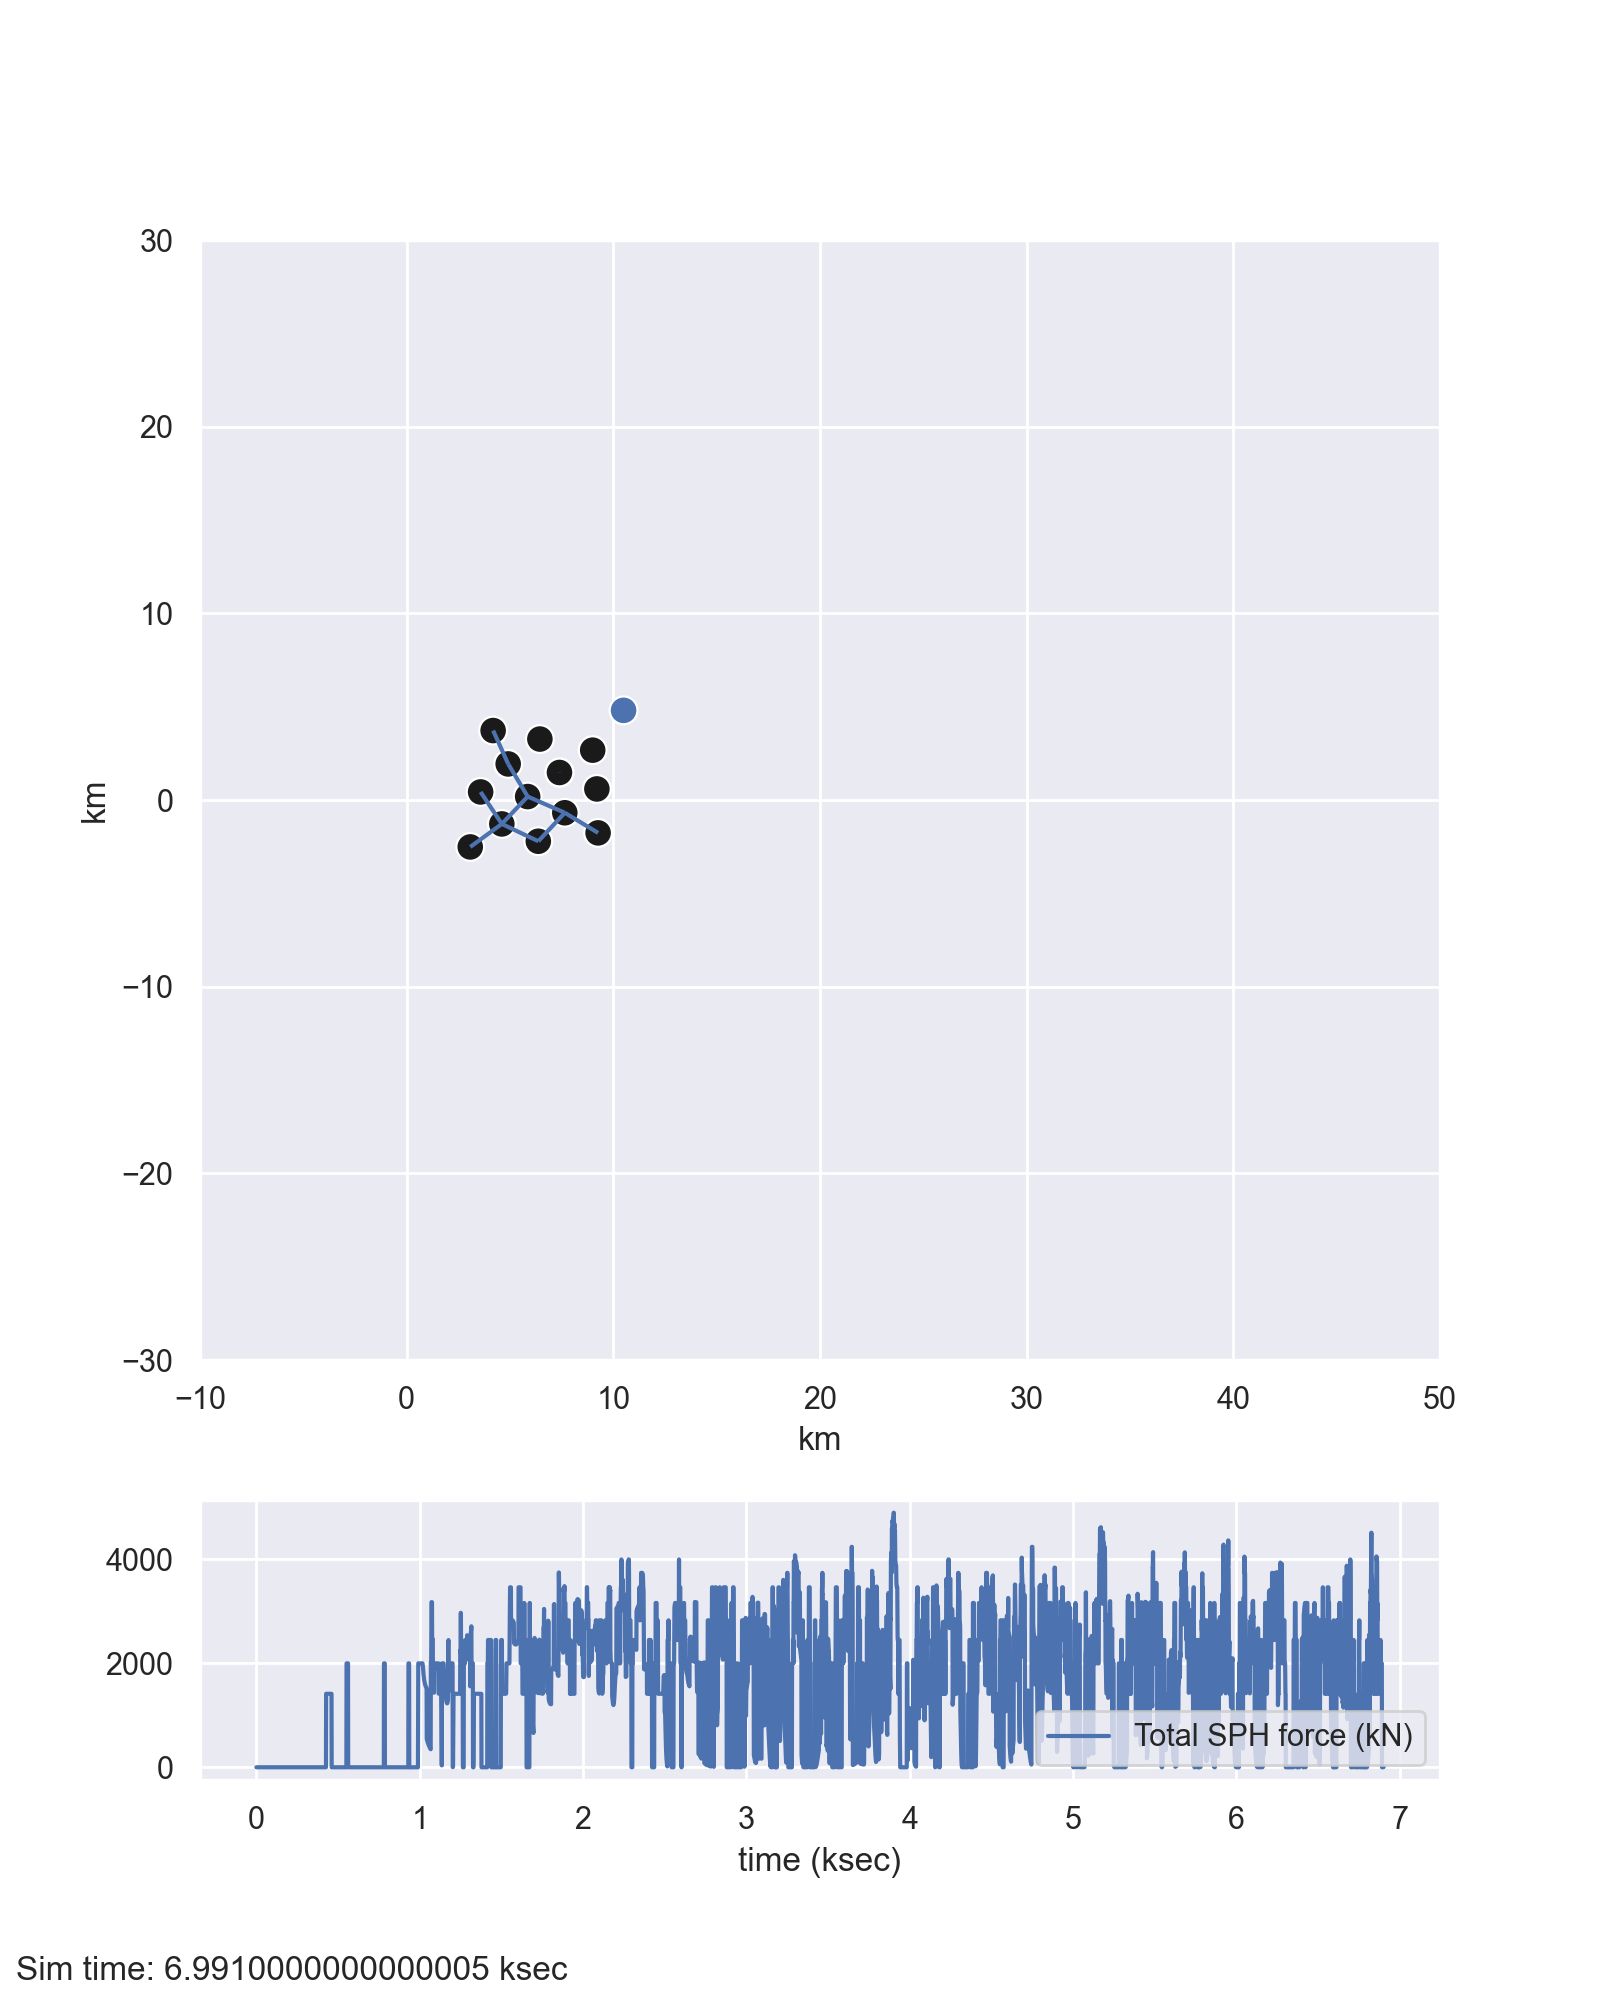 30
20
10
0
−10
−20
−30
km
−10 0 10 20 30 40 50
km
4000
2000
0
Total SPH force (kN)
0 1 2 3 4 5 6 7
time (ksec)
Sim time: 6.9910000000000005 ksec